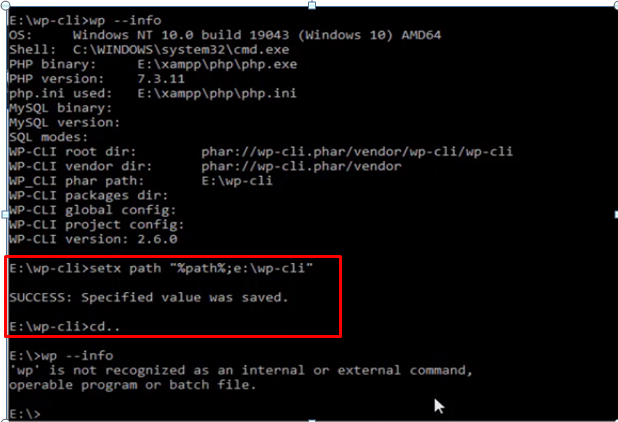 E:\wp-cli>wp --info
OS: Windows NT 10.0 build 19043 (Windows 10) AMD64
Shell: C:\WINDOWS\system32\cmd.exe
PHP binary: E:\xampp\php\php.exe
PHP version: 7.3.11
php.ini used: E:\xampp\php\php.ini
MySQL binary:
MySQL version:
SQL modes:
WP-CLI root dir: phar://wp-cli.phar/vendor/wp-cli/wp-cli
WP-CLI vendor dir: phar://wp-cli.phar/vendor
WP_CLI phar path: E:\wp-cli
WP-CLI packages dir:
WP-CLI global config:
WP-CLI project config:
WP-CLI version: 2.6.0
E:\wp-cli>setx path "%path%;e:\wp-cli"
SUCCESS: Specified value was saved.
E:\wp-cli>cd..
E:\>wp --info
'wp' is not recognized as an internal or external command,
operable program or batch file.
E:\>